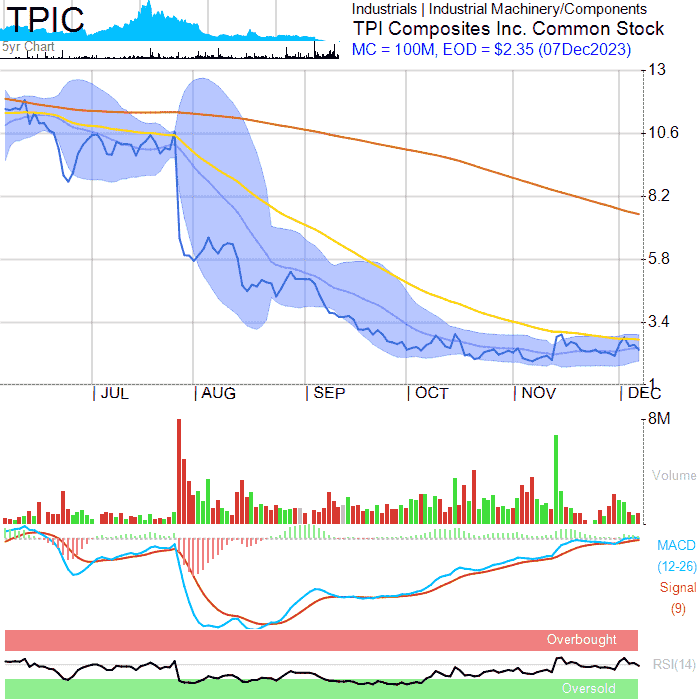 TPIC
5yr Chart
Industrials | Industrial Machinery/Components
TPI Composites Inc. Common Stock
MC = 100M, EOD = $2.35 (07Dec2023)
13
10.6
8.2
5.8
3.4
1
JUL AUG SEP OCT NOV DEC
8M
Volume
MACD
(12-26)
Signal
(9)
Overbought
RSI(14)
Oversold